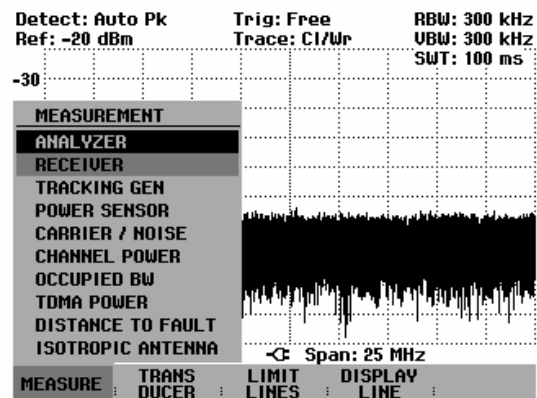 Detect: Auto Pk Trig: Free RBW: 300 kHz
Ref: -20 dBm Trace: Cl/Wr VBW: 300 kHz
SWT: 100 ms
-30
MEASUREMENT
ANALYZER
RECEIVER
TRACKING GEN
POWER SENSOR
CARRIER / NOISE
CHANNEL POWER
OCCUPIED BW
TDMA POWER
DISTANCE TO FAULT
ISOTROPIC ANTENNA
Span: 25 MHz
MEASURE TRANS LIMIT DISPLAY
DUCER LINES LINE